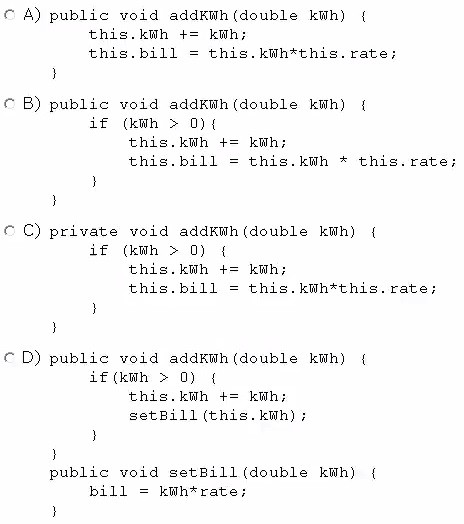 A) public void addKWh(double kWh) {
this.kWh += kWh;
this.bill = this.kWh*this.rate;
}
B) public void addKWh(double kWh) {
if (kWh > 0){
this.kWh += kWh;
this.bill = this.kWh * this.rate;
}
}
C) private void addKWh(double kWh) {
if (kWh > 0) {
this.kWh += kWh;
this.bill = this.kWh*this.rate;
}
}
D) public void addKWh(double kWh) {
if(kWh > 0) {
this.kWh += kWh;
setBill(this.kWh);
}
}
public void setBill(double kWh) {
bill = kWh*rate;
}